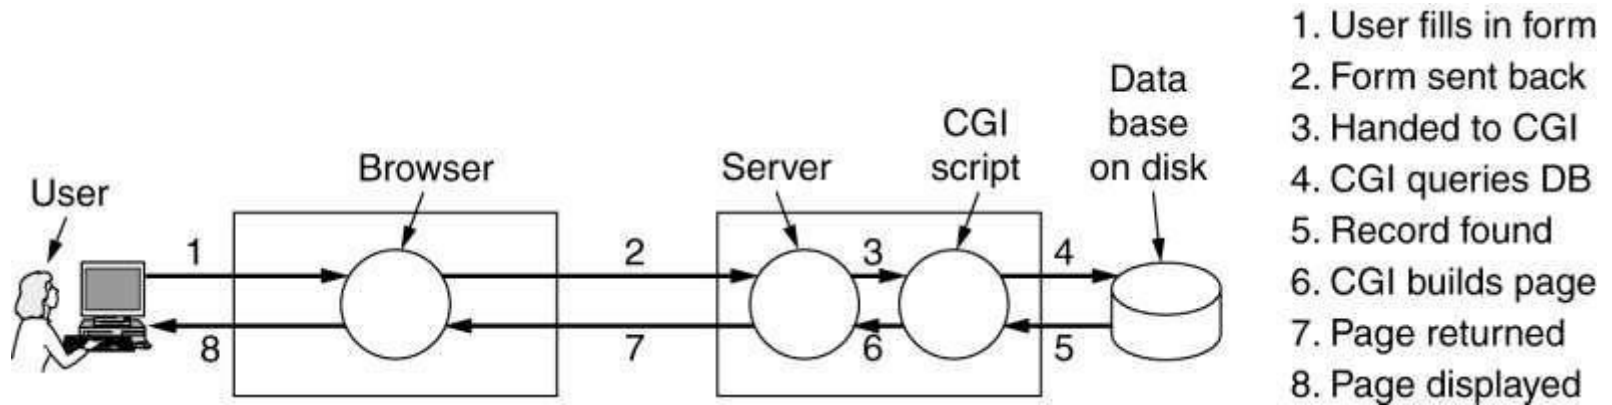 User
Browser
Server
CGI
script
Data
base
on disk
1
2
3
4
8
7
6
5
1. User fills in form
2. Form sent back
3. Handed to CGI
4. CGI queries DB
5. Record found
6. CGI builds page
7. Page returned
8. Page displayed